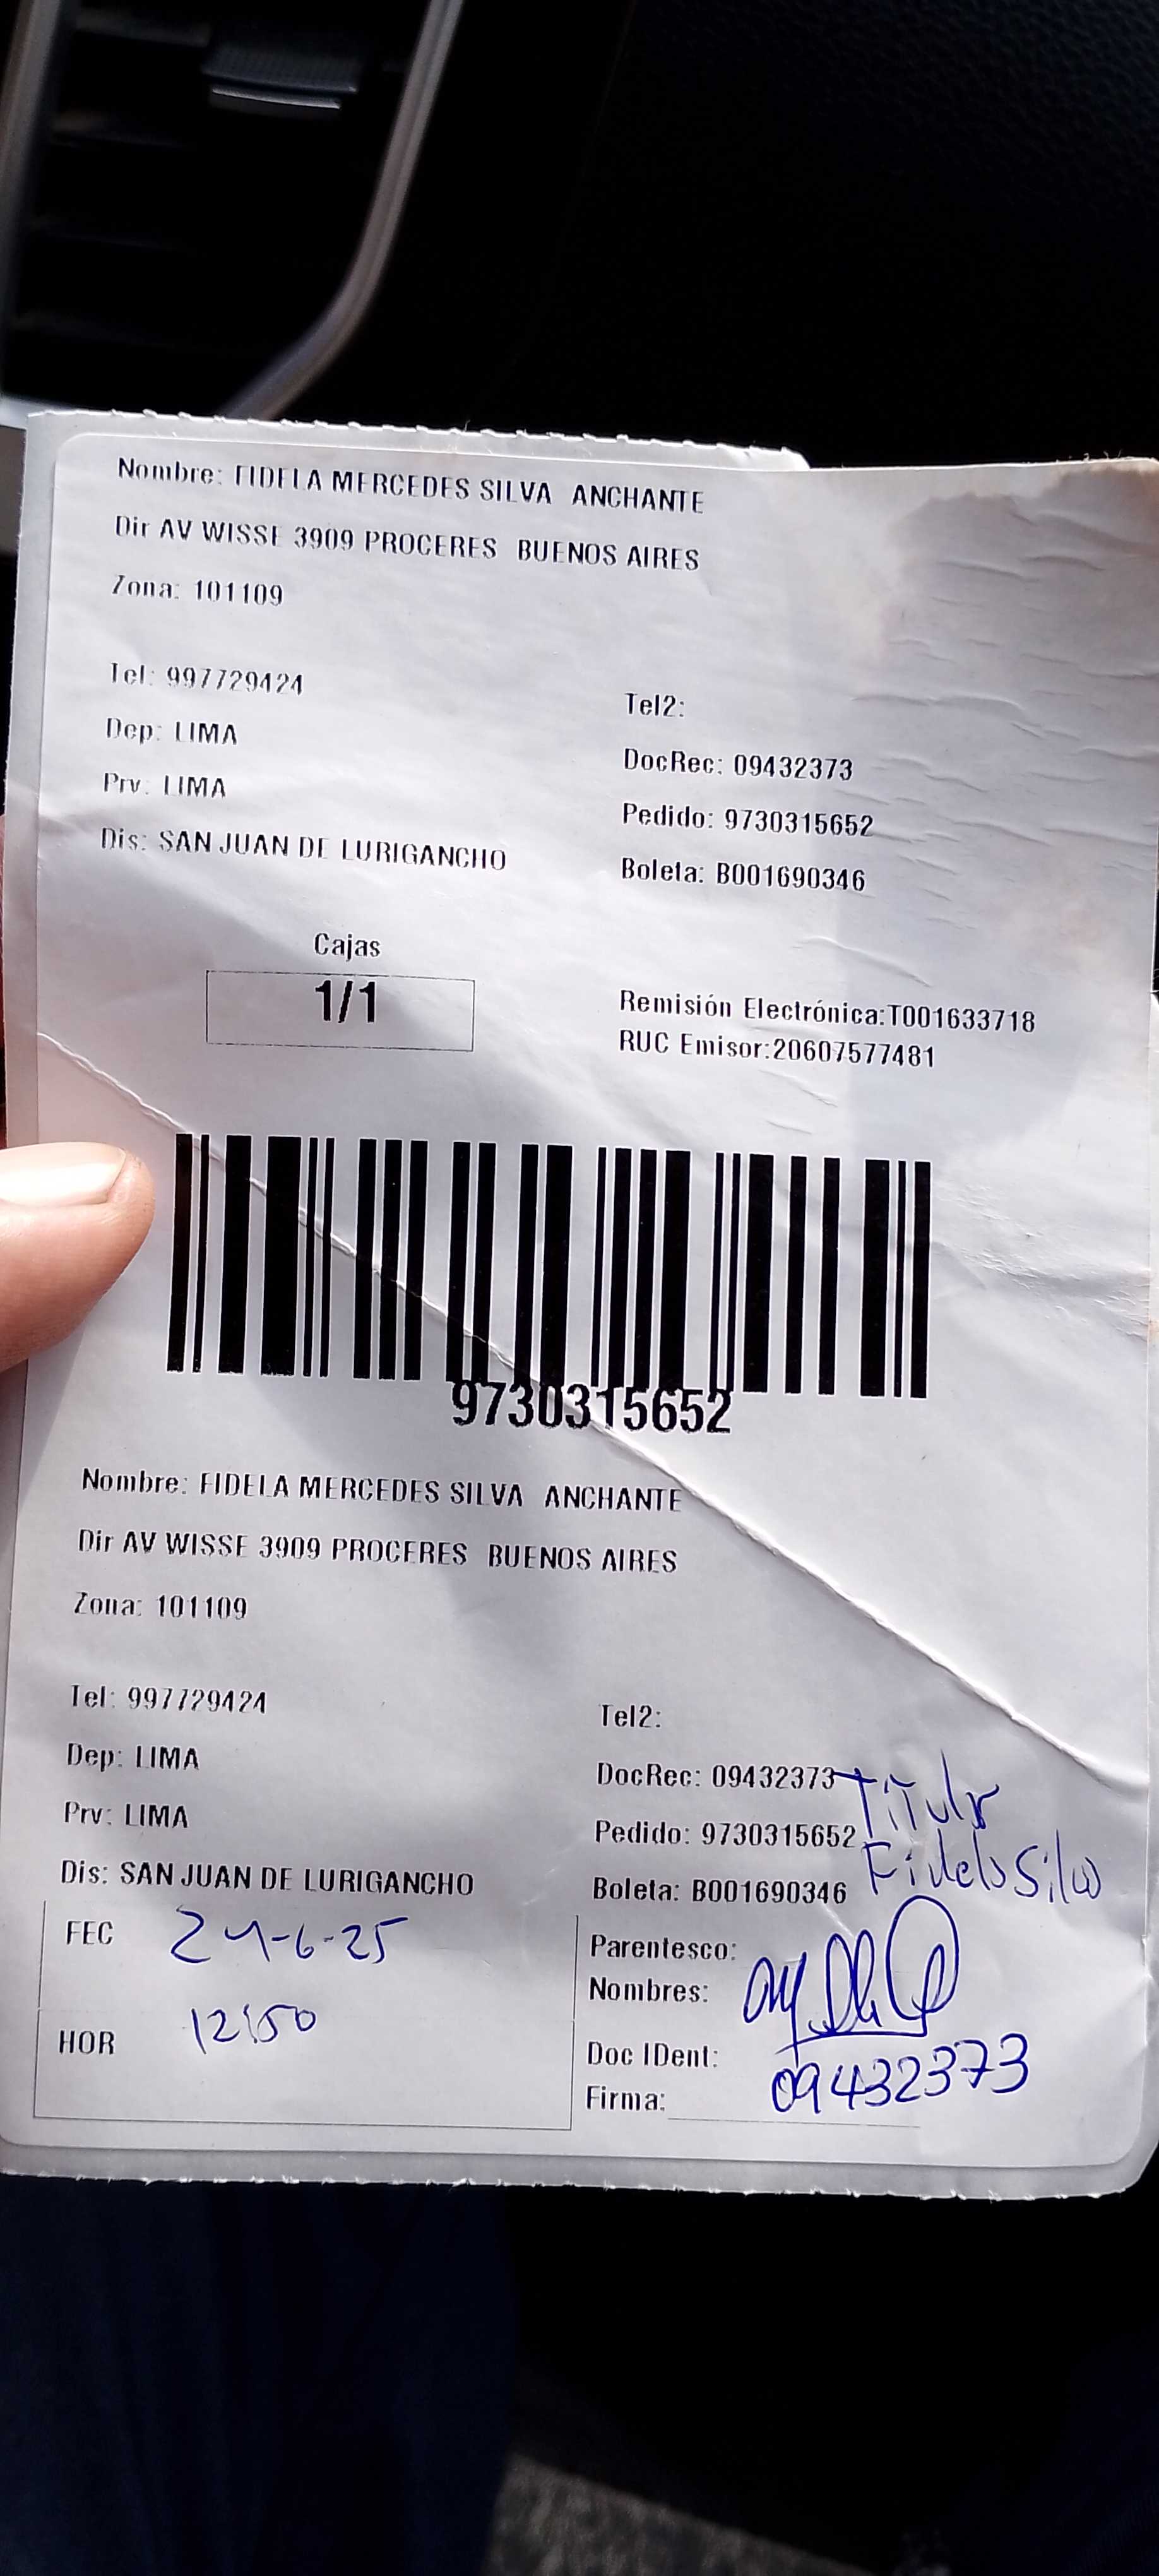 Nombre: FIDELA MERCEDES SILVA ANCHANTE
Dir AV WISSE 3909 PROCERES BUENOS AIRES
Zona: 101109
Tel: 997729424
Tel2:
Dep: LIMA
DocRec: 09432373
Prv: LIMA
Pedido: 9730315652
Dis: SAN JUAN DE LURIGANCHO
Boleta: B001690346
Cajas
1/1
Remisión Electrónica:T001633718
RUC Emisor:20607577481
9730315652
Nombre: FIDELA MERCEDES SILVA ANCHANTE
Dir AV WISSE 3909 PROCERES BUENOS AIRES
Zona: 101109
Tel: 997729424
Tel2:
Dep: LIMA
DocRec: 09432373 Titular
Prv: LIMA
Pedido: 9730315652
Fidela Silva
Dis: SAN JUAN DE LURIGANCHO
Boleta: B001690346
FEC 24-6-25
Parentesco:
Nombres:
HOR 12:50
Doc IDent: 09432373
Firma: